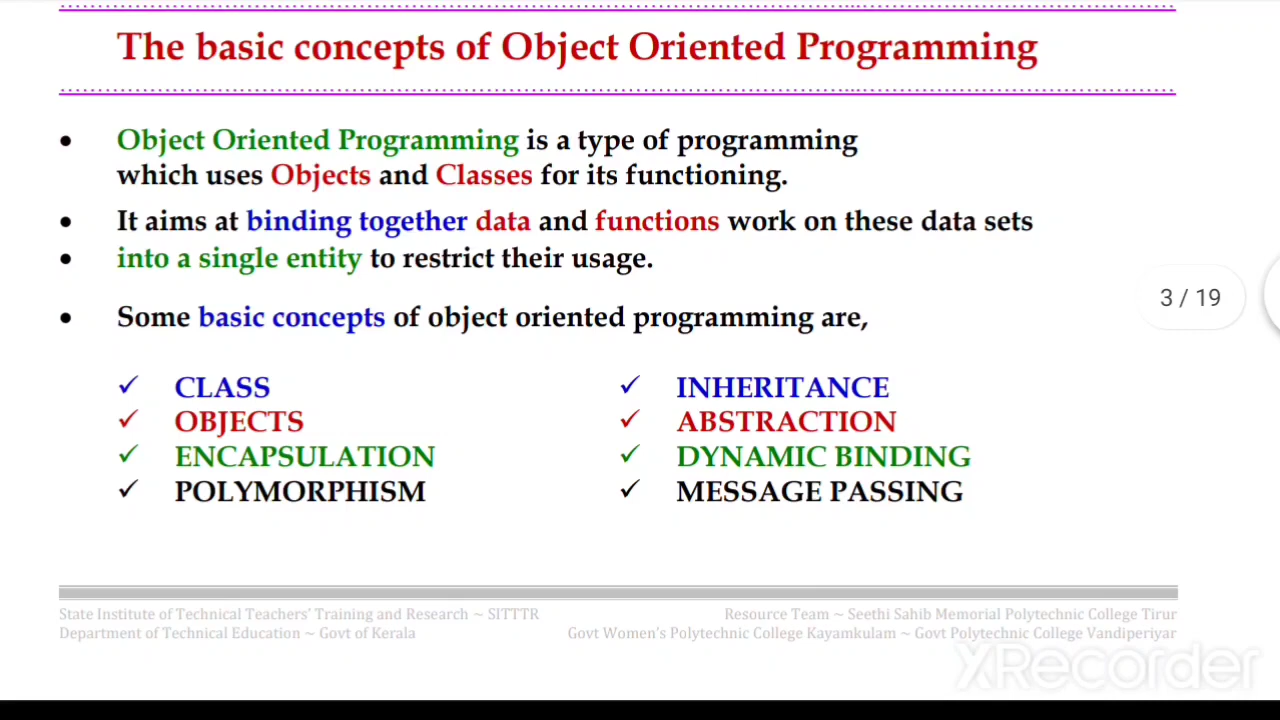 The basic concepts of Object Oriented Programming
• Object Oriented Programming is a type of programming
which uses Objects and Classes for its functioning.
• It aims at binding together data and functions work on these data sets
• into a single entity to restrict their usage.
3 / 19
• Some basic concepts of object oriented programming are,
✓ CLASS
✓ OBJECTS
✓ ENCAPSULATION
✓ POLYMORPHISM
✓ INHERITANCE
✓ ABSTRACTION
✓ DYNAMIC BINDING
✓ MESSAGE PASSING
State Institute of Technical Teachers' Training and Research ~ SITTTR
Department of Technical Education ~ Govt of Kerala
Resource Team ~ Seethi Sahib Memorial Polytechnic College Tirur
Govt Women's Polytechnic College Kayamkulam ~ Govt Polytechnic College Vandiperiyar
XRecorder